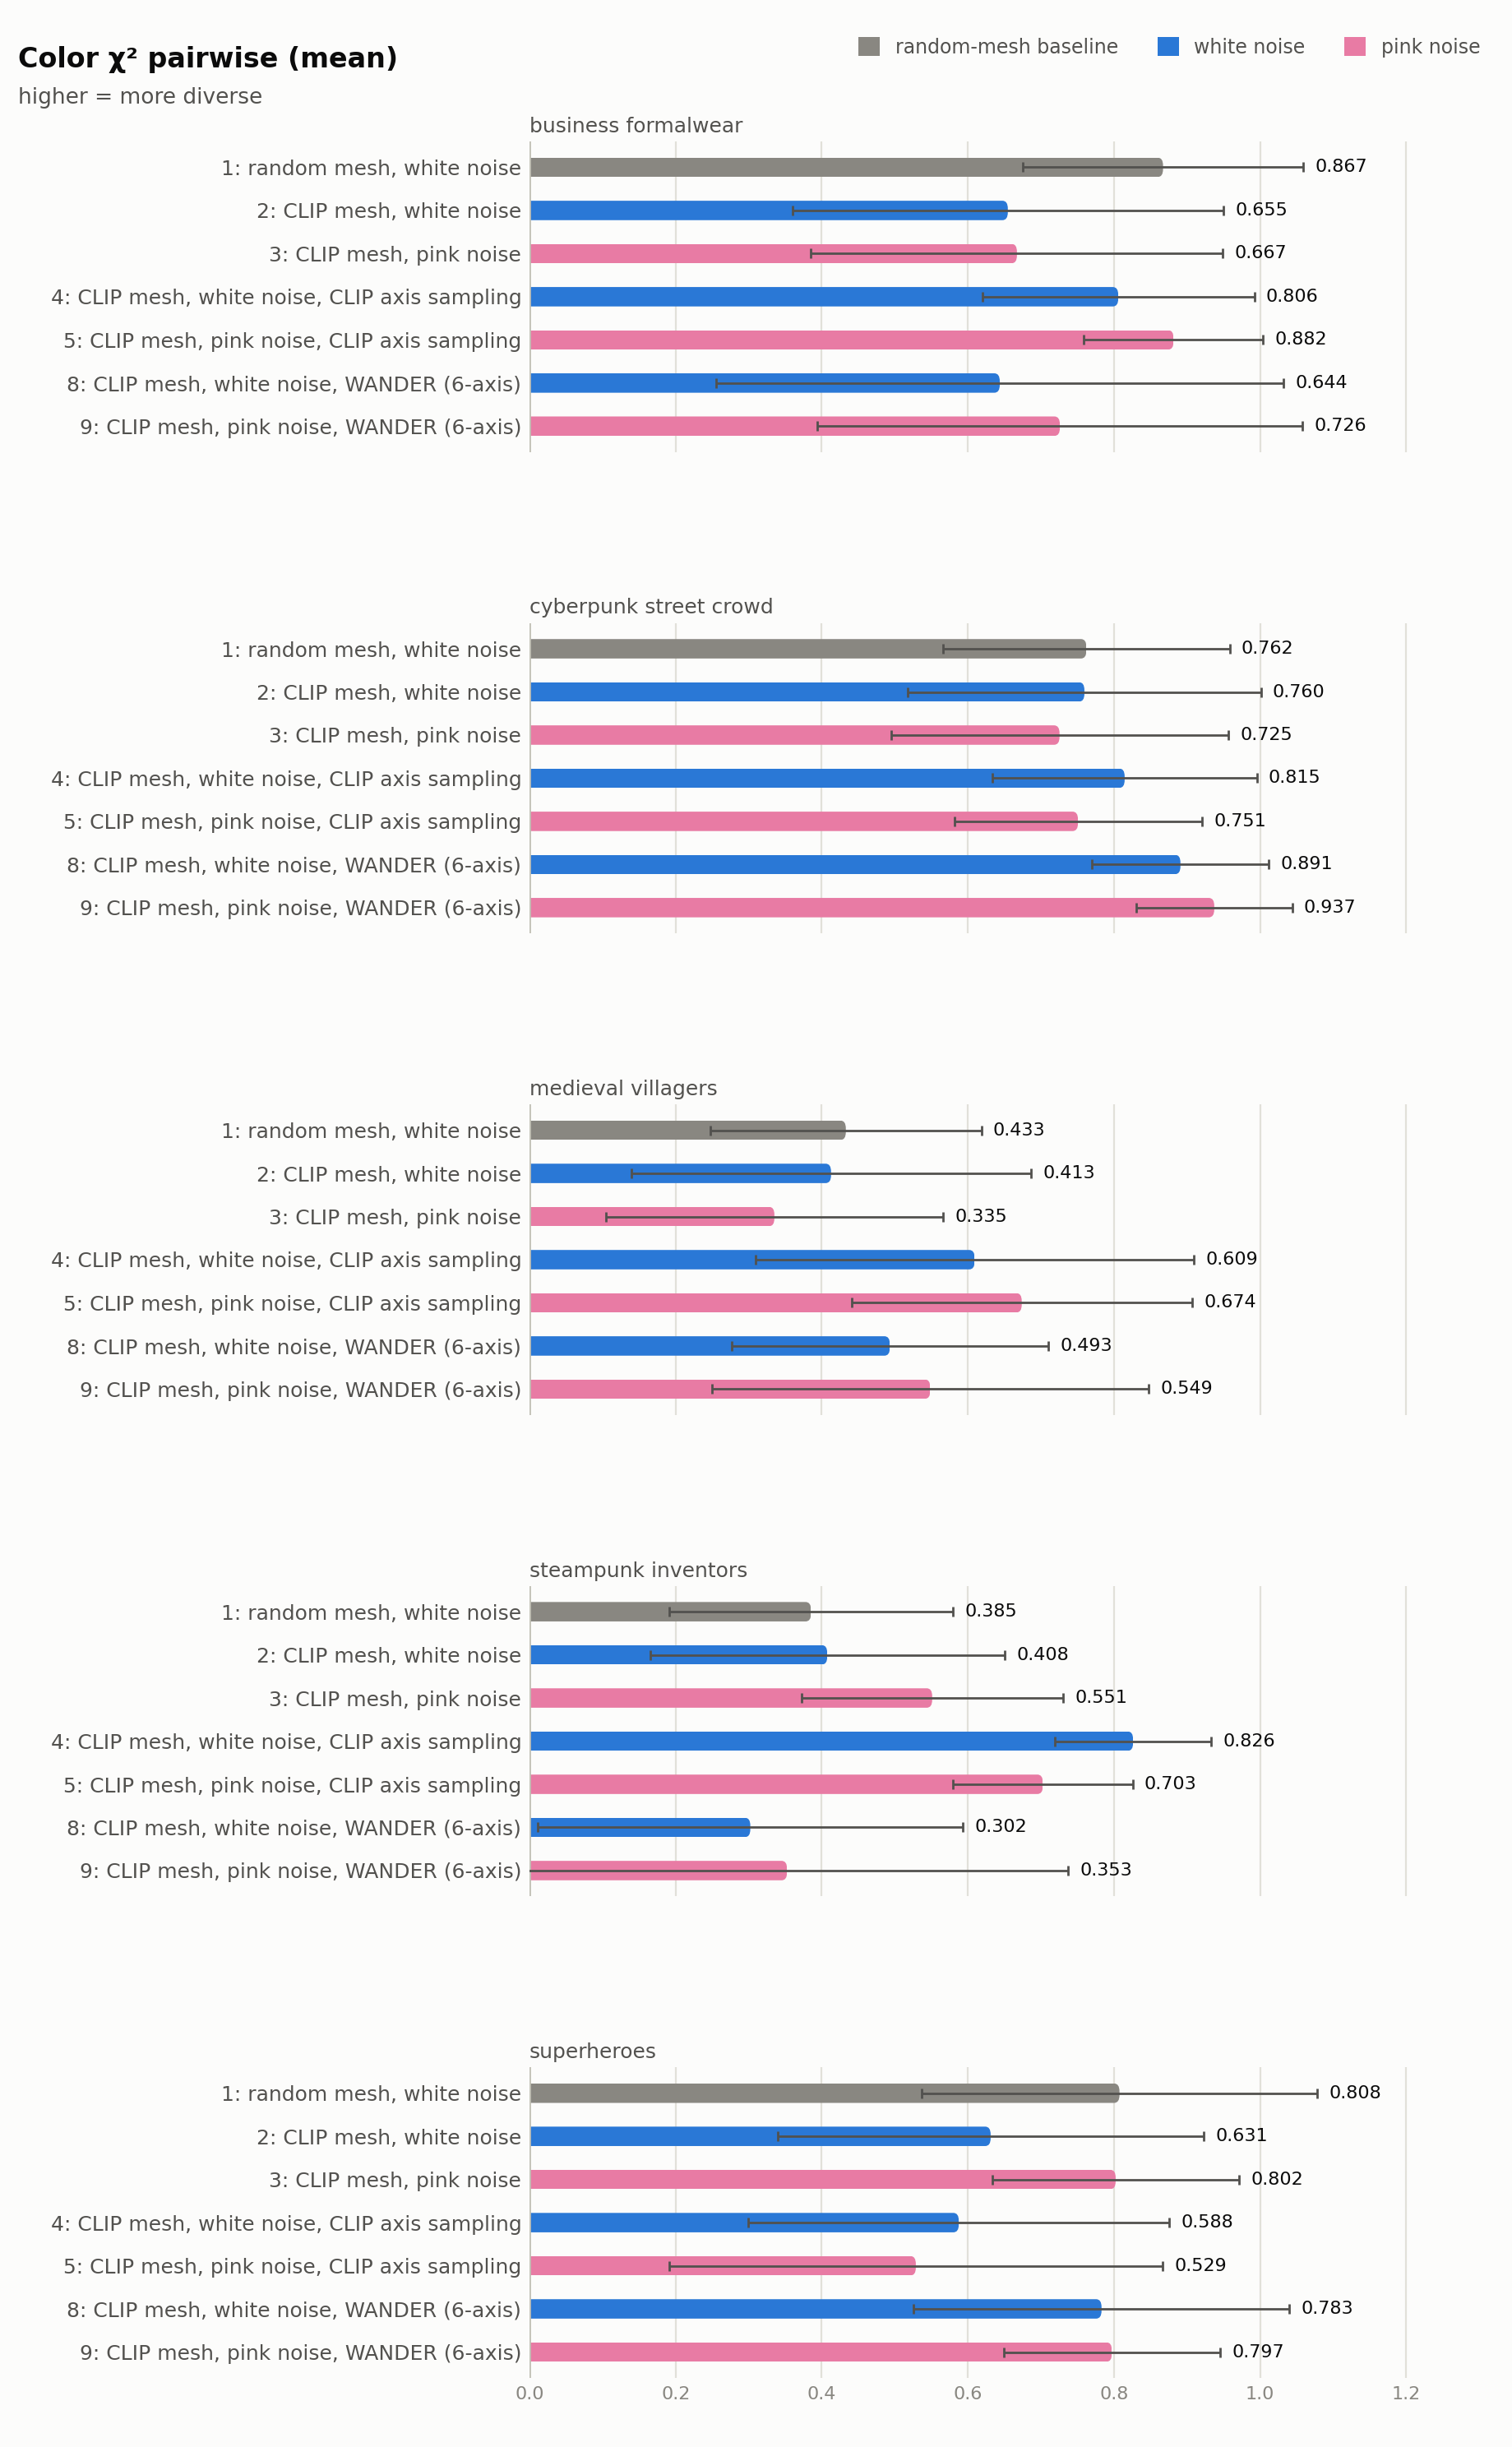 Color χ² pairwise (mean)
higher = more diverse
random-mesh baseline
white noise
pink noise
business formalwear
1: random mesh, white noise 0.867
2: CLIP mesh, white noise 0.655
3: CLIP mesh, pink noise 0.667
4: CLIP mesh, white noise, CLIP axis sampling 0.806
5: CLIP mesh, pink noise, CLIP axis sampling 0.882
8: CLIP mesh, white noise, WANDER (6-axis) 0.644
9: CLIP mesh, pink noise, WANDER (6-axis) 0.726
cyberpunk street crowd
1: random mesh, white noise 0.762
2: CLIP mesh, white noise 0.760
3: CLIP mesh, pink noise 0.725
4: CLIP mesh, white noise, CLIP axis sampling 0.815
5: CLIP mesh, pink noise, CLIP axis sampling 0.751
8: CLIP mesh, white noise, WANDER (6-axis) 0.891
9: CLIP mesh, pink noise, WANDER (6-axis) 0.937
medieval villagers
1: random mesh, white noise 0.433
2: CLIP mesh, white noise 0.413
3: CLIP mesh, pink noise 0.335
4: CLIP mesh, white noise, CLIP axis sampling 0.609
5: CLIP mesh, pink noise, CLIP axis sampling 0.674
8: CLIP mesh, white noise, WANDER (6-axis) 0.493
9: CLIP mesh, pink noise, WANDER (6-axis) 0.549
steampunk inventors
1: random mesh, white noise 0.385
2: CLIP mesh, white noise 0.408
3: CLIP mesh, pink noise 0.551
4: CLIP mesh, white noise, CLIP axis sampling 0.826
5: CLIP mesh, pink noise, CLIP axis sampling 0.703
8: CLIP mesh, white noise, WANDER (6-axis) 0.302
9: CLIP mesh, pink noise, WANDER (6-axis) 0.353
superheroes
1: random mesh, white noise 0.808
2: CLIP mesh, white noise 0.631
3: CLIP mesh, pink noise 0.802
4: CLIP mesh, white noise, CLIP axis sampling 0.588
5: CLIP mesh, pink noise, CLIP axis sampling 0.529
8: CLIP mesh, white noise, WANDER (6-axis) 0.783
9: CLIP mesh, pink noise, WANDER (6-axis) 0.797
0.0 0.2 0.4 0.6 0.8 1.0 1.2